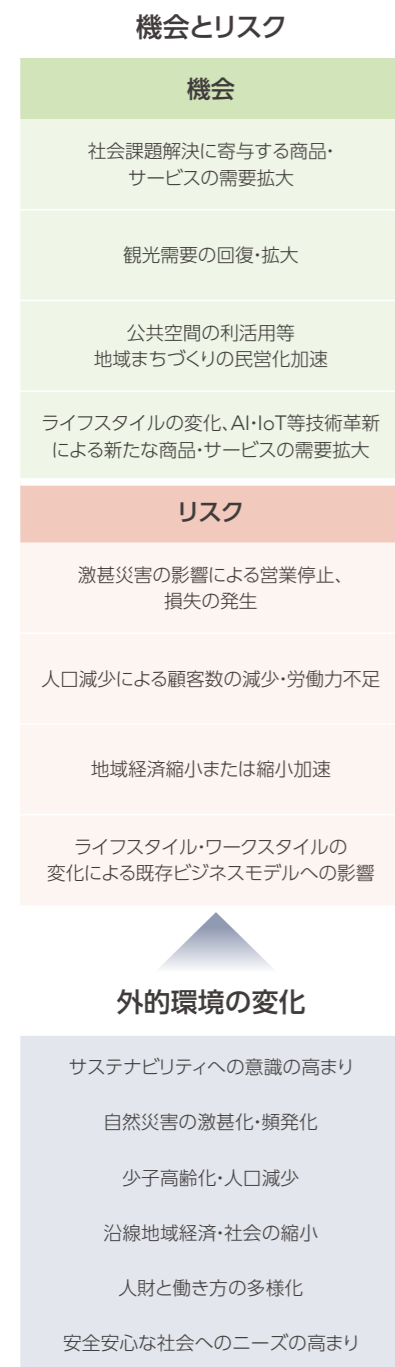 機会とリスク
機会
社会課題解決に寄与する商品・
サービスの需要拡大
観光需要の回復・拡大
公共空間の利活用等
地域まちづくりの民営化加速
ライフスタイルの変化、AI・IoT等技術革新
による新たな商品・サービスの需要拡大
リスク
激甚災害の影響による営業停止、
損失の発生
人口減少による顧客数の減少・労働力不足
地域経済縮小または縮小加速
ライフスタイル・ワークスタイルの
変化による既存ビジネスモデルへの影響
外的環境の変化
サステナビリティへの意識の高まり
自然災害の激甚化・頻発化
少子高齢化・人口減少
沿線地域経済・社会の縮小
人財と働き方の多様化
安全安心な社会へのニーズの高まり